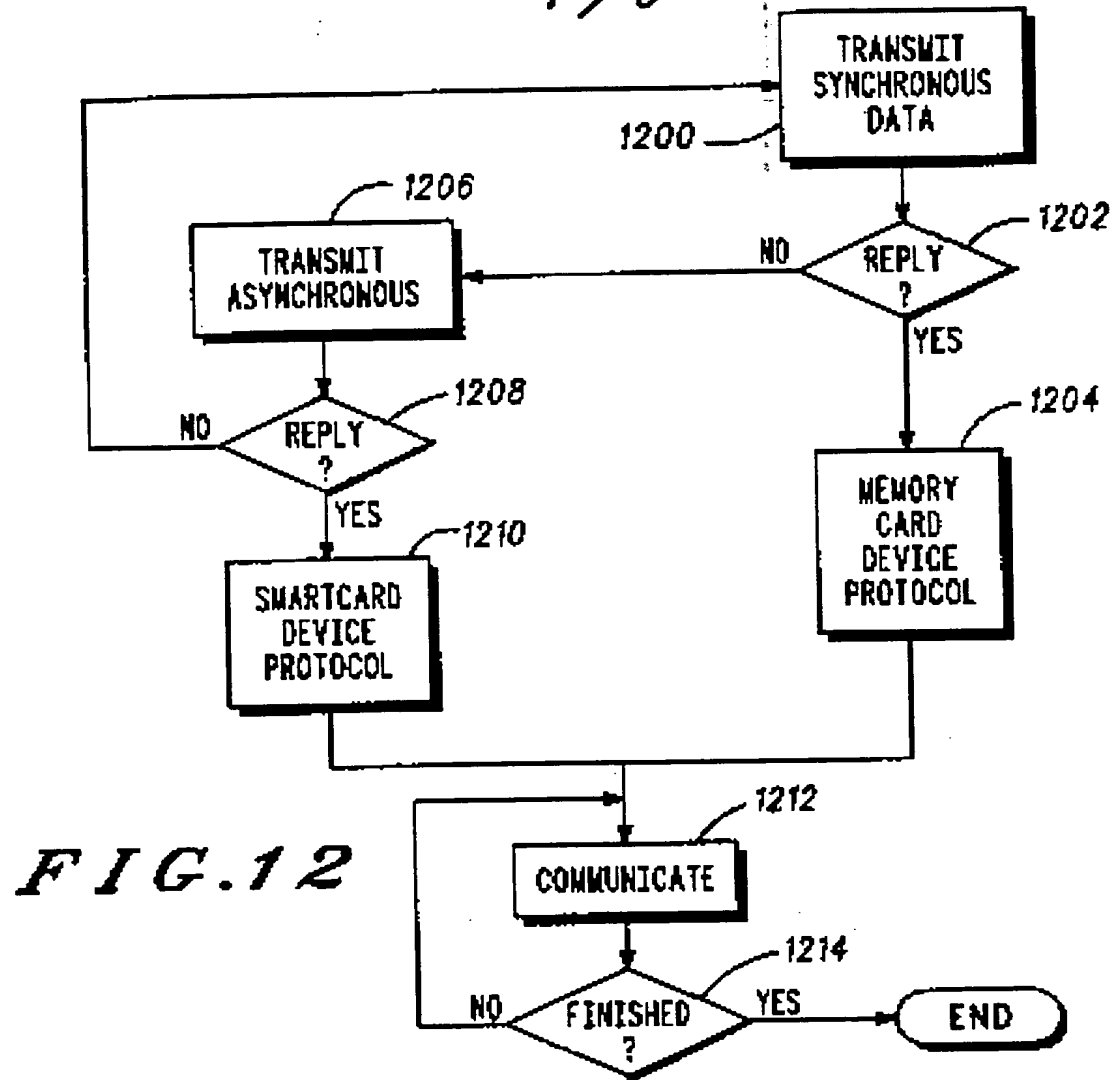 TRANSMIT
SYNCHRONOUS
DATA
1200
1206
1202
TRANSMIT
ASYNCHRONOUS
NO
REPLY
?
YES
1208
1204
NO
REPLY
?
YES
MEMORY
CARD
DEVICE
PROTOCOL
1210
SMARTCARD
DEVICE
PROTOCOL
1212
FIG.12
COMMUNICATE
1214
NO
FINISHED
?
YES
END